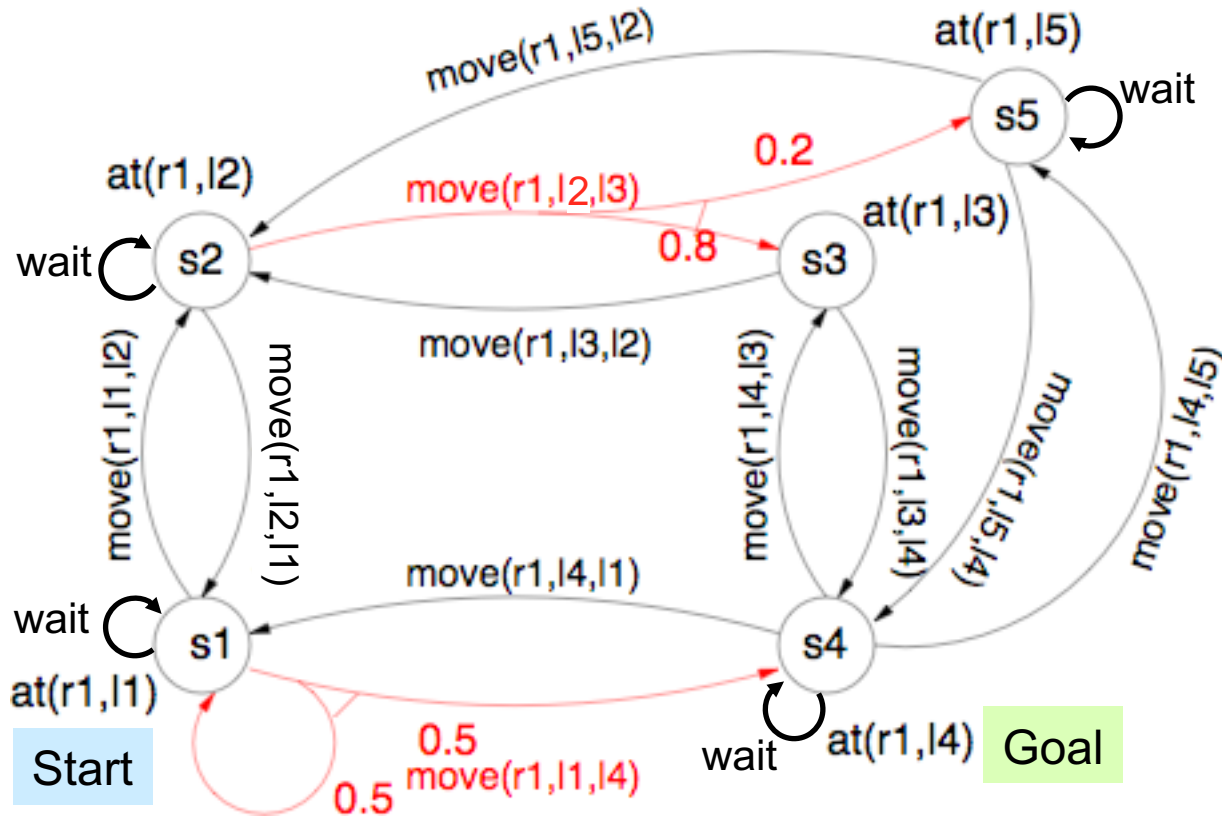 move(r1,l5,l2)
at(r1,l5)
s5
wait
0.2
at(r1,l2)
move(r1,l2,l3)
at(r1,l3)
0.8
wait
s2
s3
move(r1,l3,l2)
move(r1,l1,l2)
move(r1,l2,l1)
move(r1,l4,l3)
move(r1,l3,l4)
move(r1,l5,l4)
move(r1,l4,l5)
move(r1,l4,l1)
wait
s1
s4
at(r1,l1)
0.5
wait
at(r1,l4)
Start
Goal
move(r1,l1,l4)
0.5